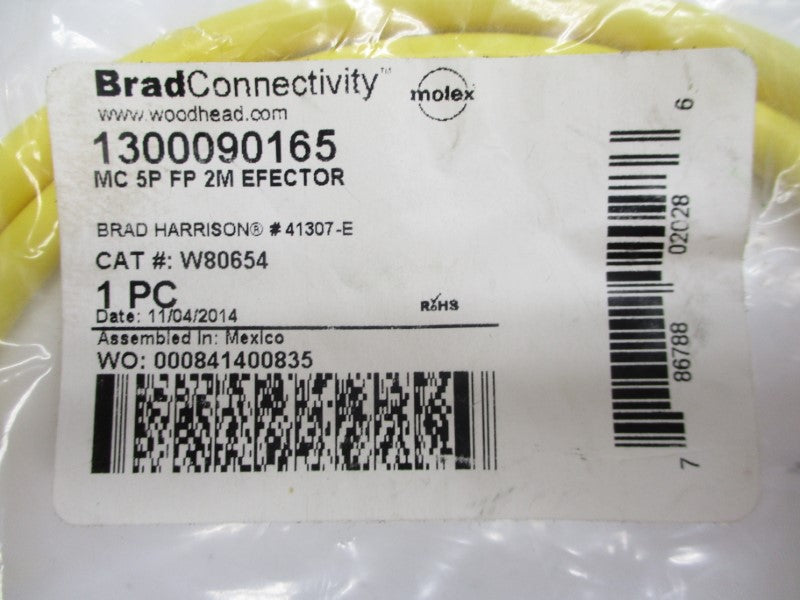 BradConnectivity™
molex
www.woodhead.com
1300090165
MC 5P FP 2M EFECTOR
BRAD HARRISON® # 41307-E
CAT #: W80654
1 PC
Date: 11/04/2014
RoHS
Assembled In: Mexico
WO: 000841400835
7 86788 02028 6